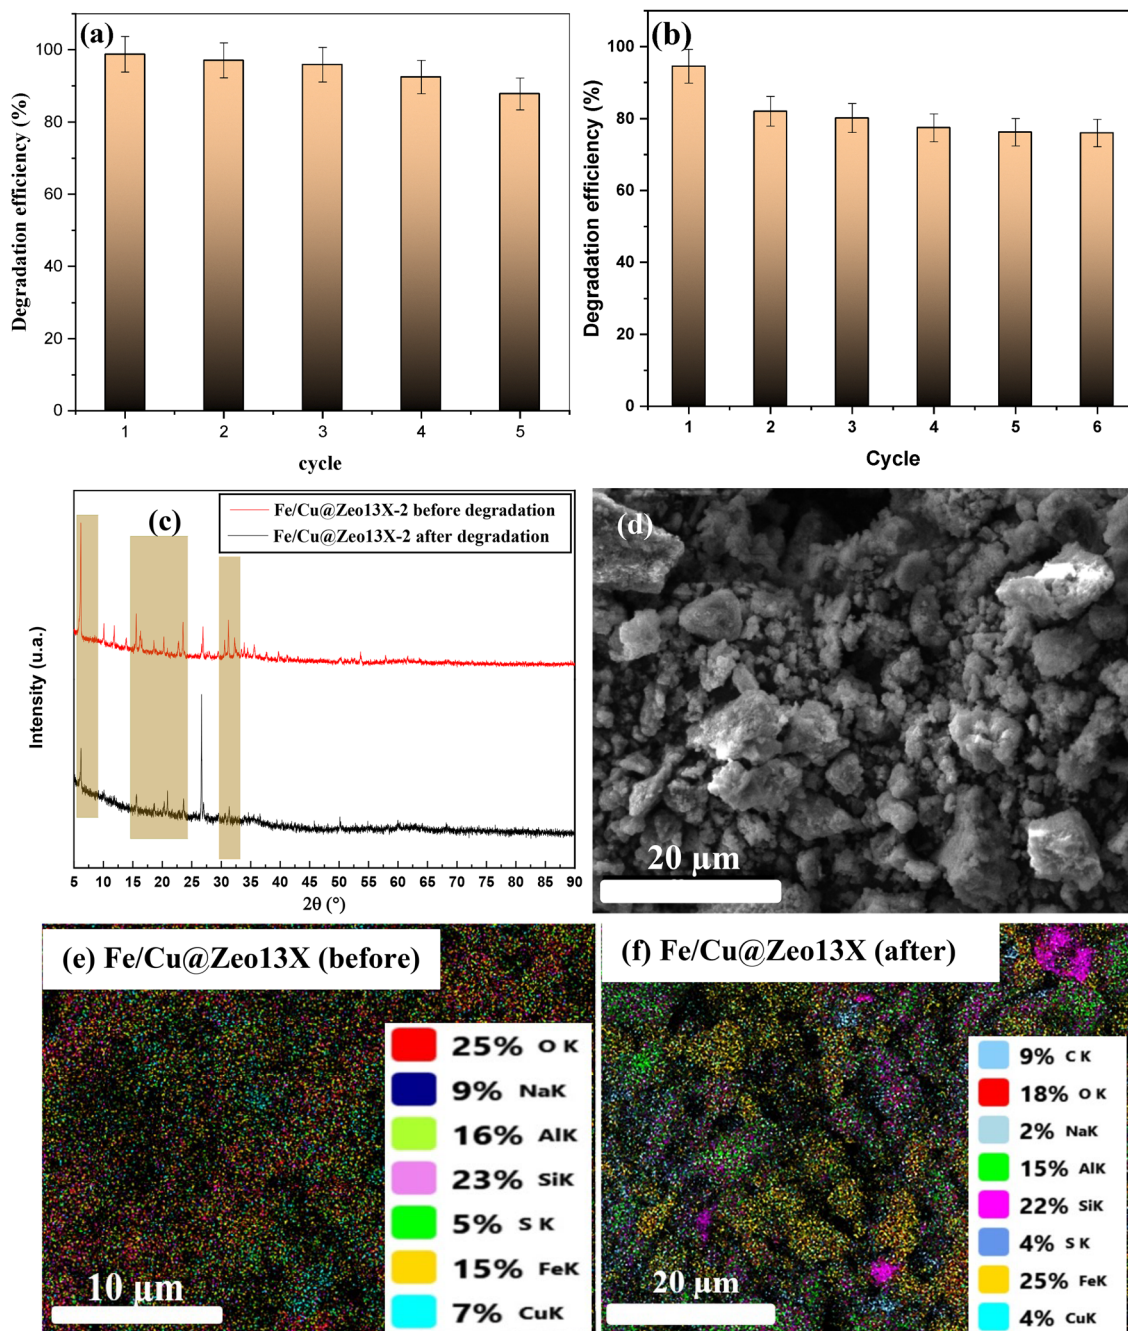 (a)
Degradation efficiency (%)
100
80
60
40
20
0
1 2 3 4 5
cycle
(b)
Degradation efficiency (%)
100
80
60
40
20
0
1 2 3 4 5 6
Cycle
(c)
Fe/Cu@Zeo13X-2 before degradation
Fe/Cu@Zeo13X-2 after degradation
Intensity (u.a.)
5 10 15 20 25 30 35 40 45 50 55 60 65 70 75 80 85 90
2θ (°)
(d)
20 µm
(e) Fe/Cu@Zeo13X (before)
25% O K
9% NaK
16% AlK
23% SiK
5% S K
15% FeK
7% CuK
10 µm
(f) Fe/Cu@Zeo13X (after)
9% C K
18% O K
2% NaK
15% AlK
22% SiK
4% S K
25% FeK
4% CuK
20 µm